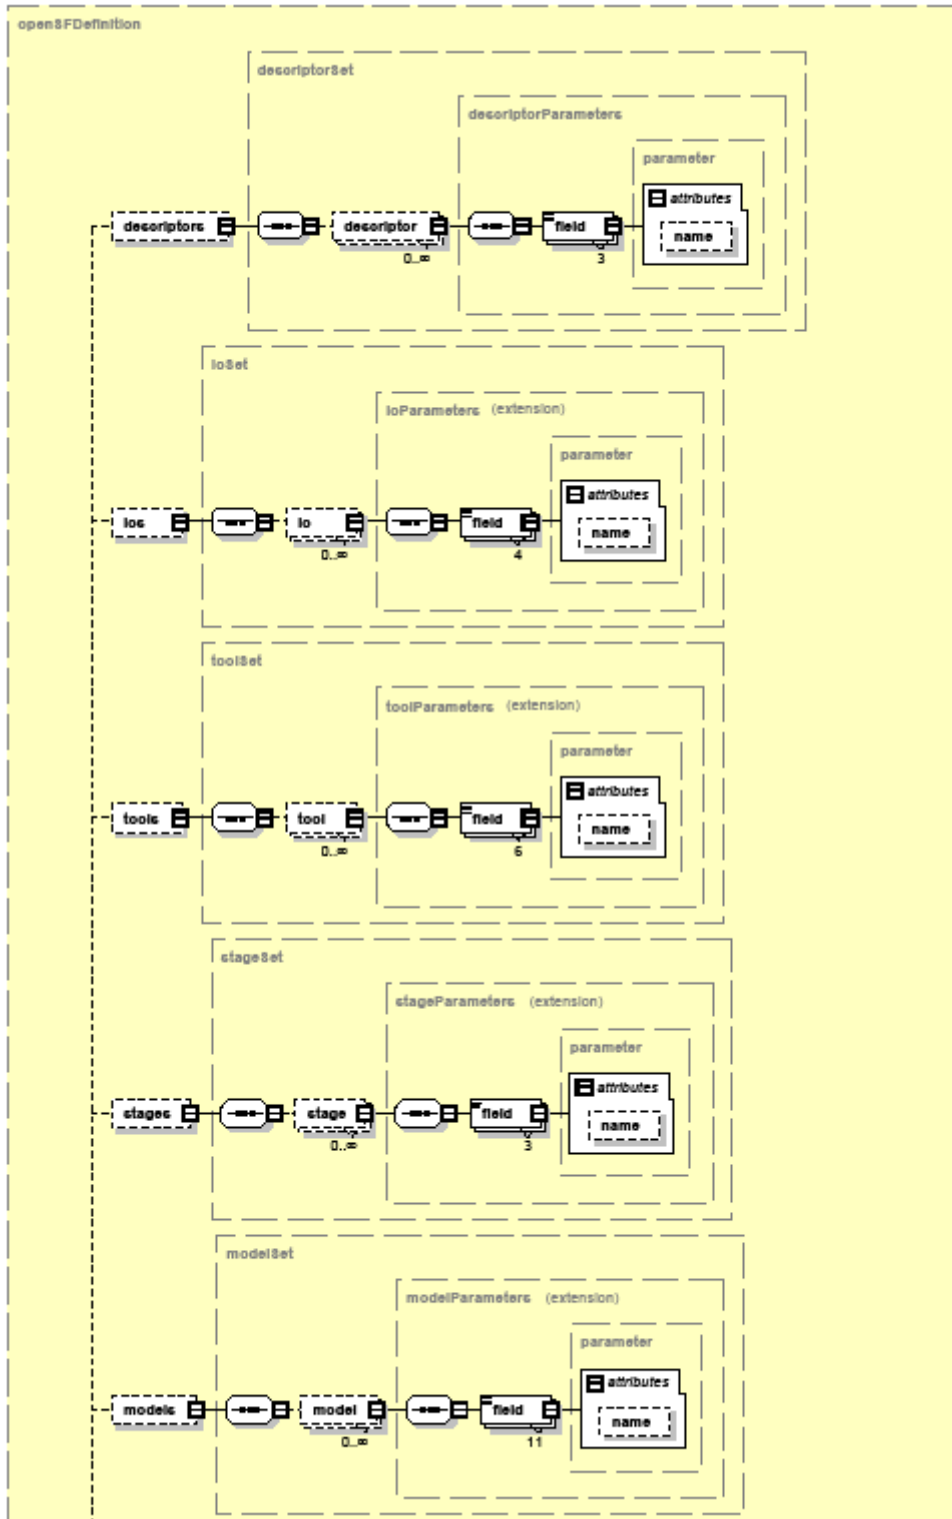 openSFDefinition
descriptorSet
descriptorParameters
parameter
attributes
name
descriptors
descriptor
field
0..∞
3
ioSet
ioParameters (extension)
parameter
attributes
name
ios
io
field
0..∞
4
toolSet
toolParameters (extension)
parameter
attributes
name
tools
tool
field
0..∞
6
stageSet
stageParameters (extension)
parameter
attributes
name
stages
stage
field
0..∞
3
modelSet
modelParameters (extension)
parameter
attributes
name
models
model
field
0..∞
11